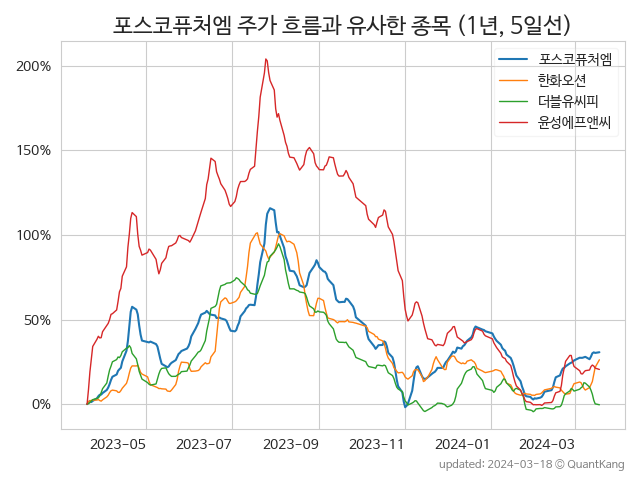 포스코퓨처엠 주가 흐름과 유사한 종목 (1년, 5일선)
포스코퓨처엠
한화오션
더블유씨피
윤성에프앤씨
200%
150%
100%
50%
0%
2023-05 2023-07 2023-09 2023-11 2024-01 2024-03
updated: 2024-03-18 © QuantKang